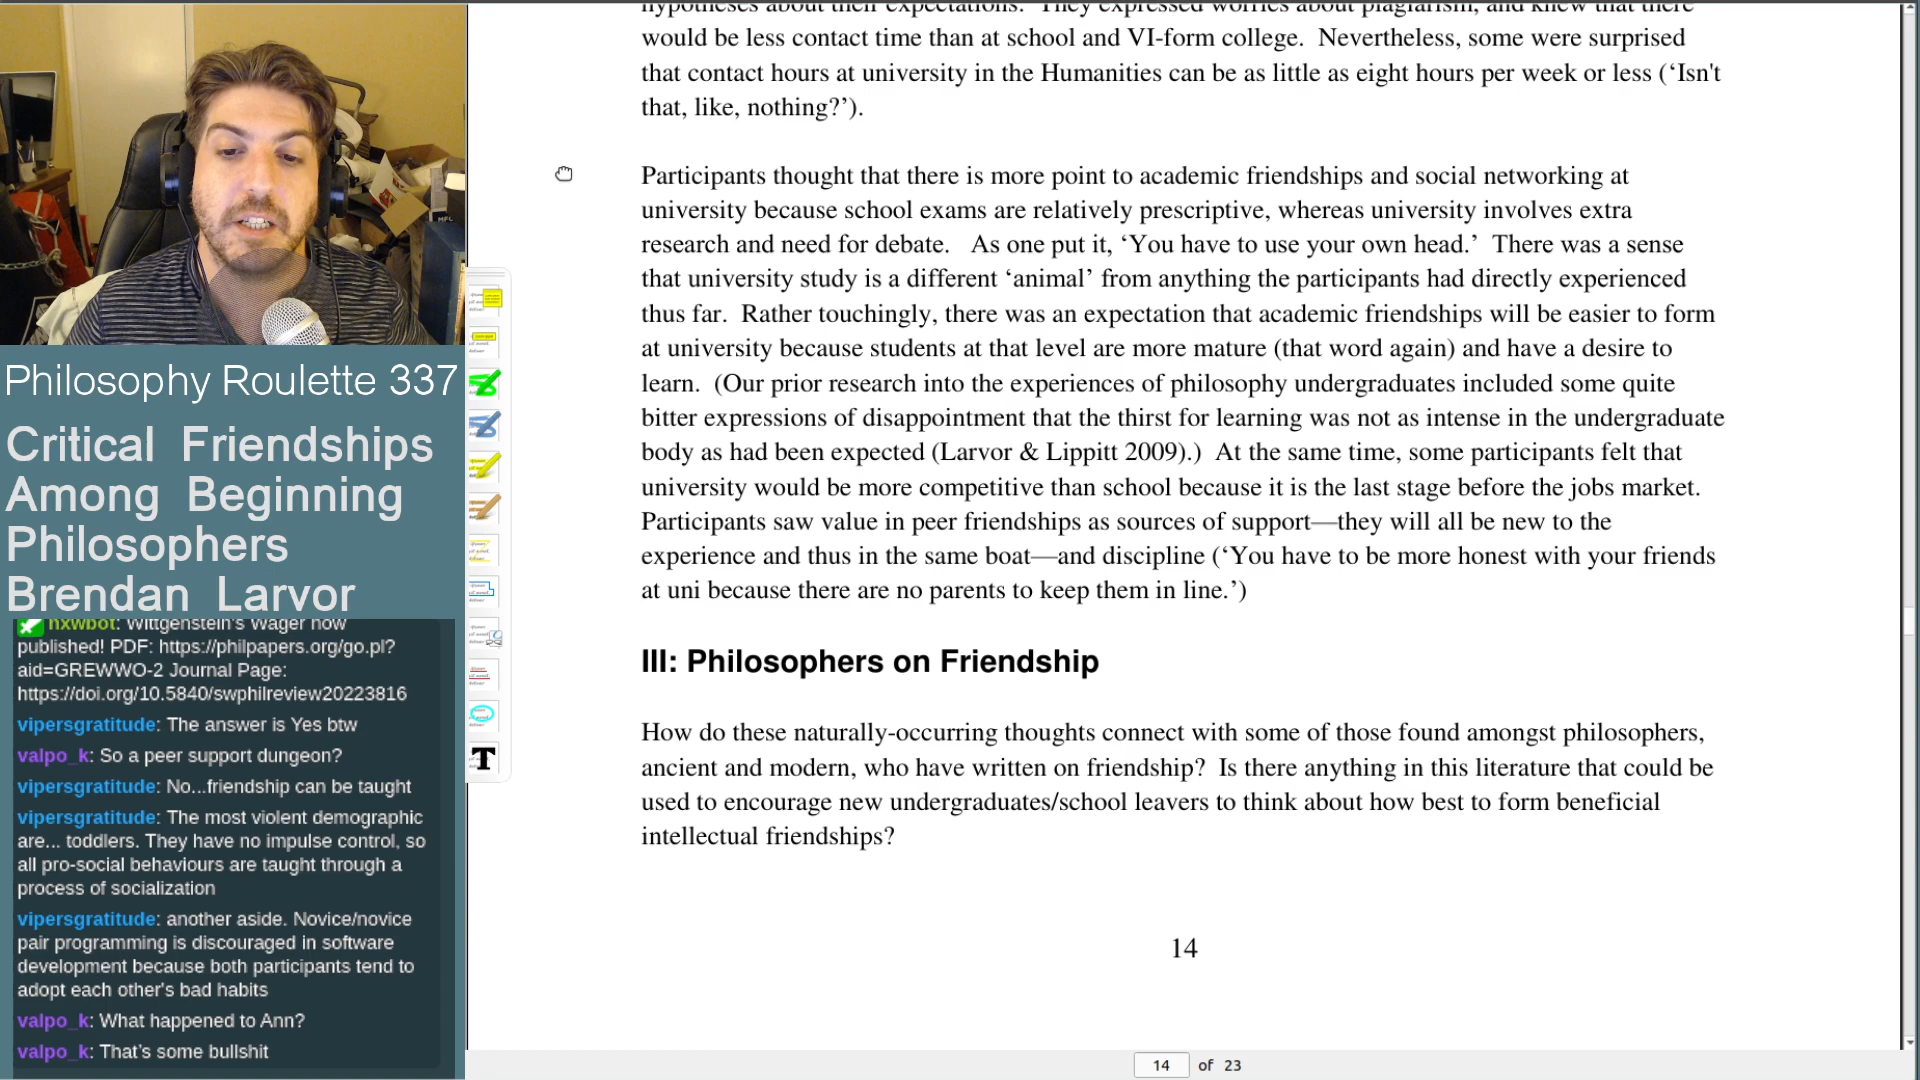 hypotheses about their expectations. They expressed worries about plagiarism, and knew that there
would be less contact time than at school and VI-form college. Nevertheless, some were surprised
that contact hours at university in the Humanities can be as little as eight hours per week or less (‘Isn't
that, like, nothing?’).
Participants thought that there is more point to academic friendships and social networking at
university because school exams are relatively prescriptive, whereas university involves extra
research and need for debate. As one put it, ‘You have to use your own head.’ There was a sense
that university study is a different ‘animal’ from anything the participants had directly experienced
thus far. Rather touchingly, there was an expectation that academic friendships will be easier to form
at university because students at that level are more mature (that word again) and have a desire to
learn. (Our prior research into the experiences of philosophy undergraduates included some quite
bitter expressions of disappointment that the thirst for learning was not as intense in the undergraduate
body as had been expected (Larvor & Lippitt 2009).) At the same time, some participants felt that
university would be more competitive than school because it is the last stage before the jobs market.
Participants saw value in peer friendships as sources of support—they will all be new to the
experience and thus in the same boat—and discipline (‘You have to be more honest with your friends
at uni because there are no parents to keep them in line.’)
III: Philosophers on Friendship
How do these naturally-occurring thoughts connect with some of those found amongst philosophers,
ancient and modern, who have written on friendship? Is there anything in this literature that could be
used to encourage new undergraduates/school leavers to think about how best to form beneficial
intellectual friendships?
14
14 of 23
Philosophy Roulette 337
Critical Friendships
Among Beginning
Philosophers
Brendan Larvor
nxwbot: Wittgenstein's Wager now
published! PDF: https://philpapers.org/go.pl?
aid=GREWWO-2 Journal Page:
https://doi.org/10.5840/swphilreview20223816
vipersgratitude: The answer is Yes btw
valpo_k: So a peer support dungeon?
vipersgratitude: No...friendship can be taught
vipersgratitude: The most violent demographic
are... toddlers. They have no impulse control, so
all pro-social behaviours are taught through a
process of socialization
vipersgratitude: another aside. Novice/novice
pair programming is discouraged in software
development because both participants tend to
adopt each other's bad habits
valpo_k: What happened to Ann?
valpo_k: That's some bullshit
T